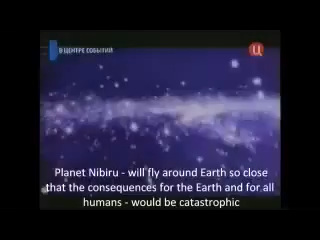 В ЦЕНТРЕ СОБЫТИЙ
Ц
Planet Nibiru - will fly around Earth so close
that the consequences for the Earth and for all
humans - would be catastrophic